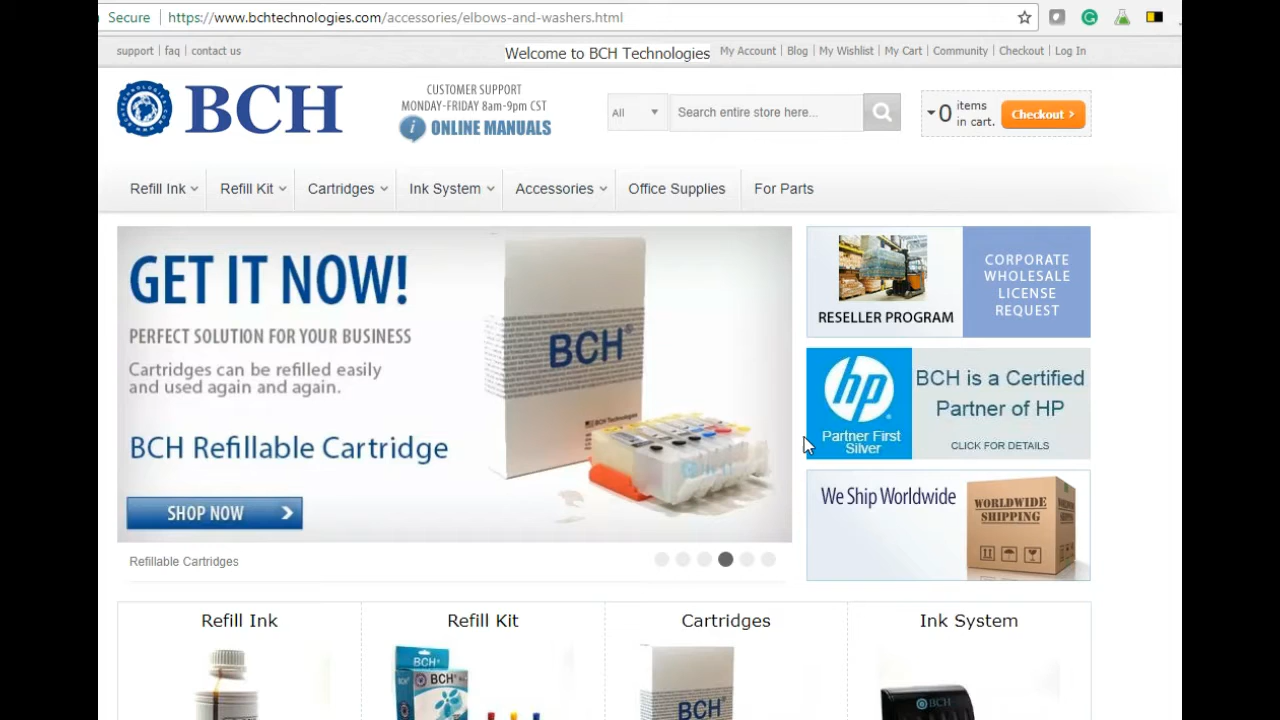 Secure https://www.bchtechnologies.com/accessories/elbows-and-washers.html
support faq contact us
Welcome to BCH Technologies
My Account Blog My Wishlist My Cart Community Checkout Log In
BCH
CUSTOMER SUPPORT
MONDAY-FRIDAY 8am-9pm CST
i ONLINE MANUALS
All
Search entire store here...
0 items in cart.
Checkout >
Refill Ink
Refill Kit
Cartridges
Ink System
Accessories
Office Supplies
For Parts
GET IT NOW!
PERFECT SOLUTION FOR YOUR BUSINESS
Cartridges can be refilled easily
and used again and again.
BCH Refillable Cartridge
SHOP NOW
BCH®
BCH Technologies
Refillable Cartridges
RESELLER PROGRAM
CORPORATE
WHOLESALE
LICENSE
REQUEST
hp
Partner First
Silver
BCH is a Certified
Partner of HP
CLICK FOR DETAILS
We Ship Worldwide
WORLDWIDE
SHIPPING
Refill Ink
Refill Kit
Cartridges
Ink System
BCH
BCH
BCH
BCH